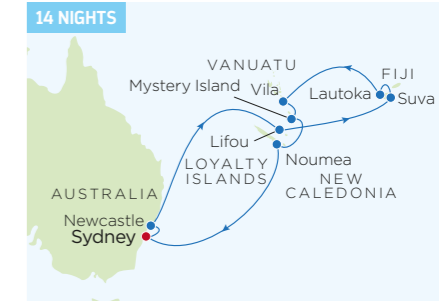 14 NIGHTS
VANUATU
FIJI
Mystery Island
Vila
Lautoka
Suva
Lifou
LOYALTY
ISLANDS
Noumea
NEW
CALEDONIA
AUSTRALIA
Newcastle
Sydney